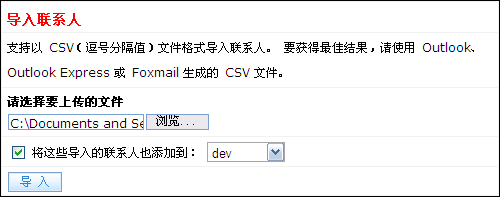 导入联系人
支持以 CSV（逗号分隔值）文件格式导入联系人。 要获得最佳结果，请使用 Outlook、
Outlook Express 或 Foxmail 生成的 CSV 文件。
请选择要上传的文件
C:\Documents and Se 浏览...
将这些导入的联系人也添加到： dev
导 入